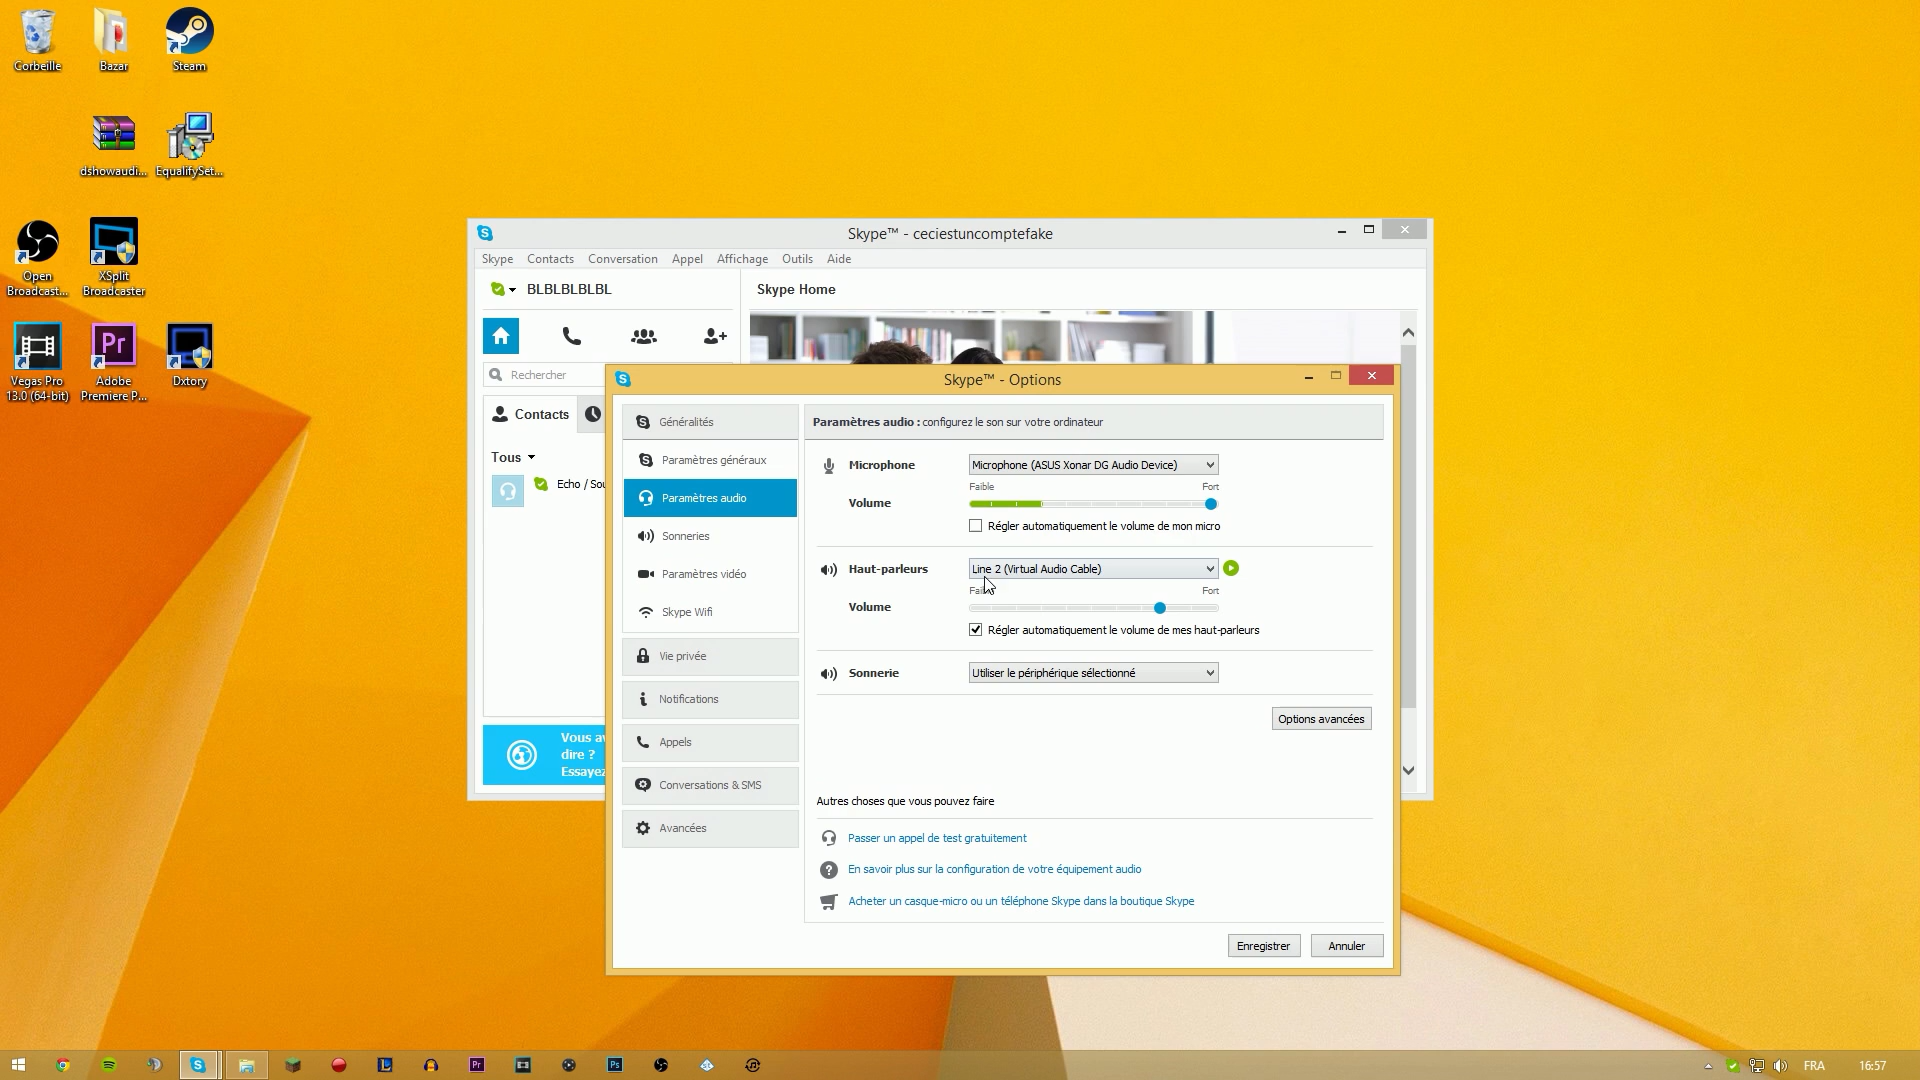 Corbeille
Bazar
Steam
dshowaudi...
EqualifySet...
Open
Broadcast...
XSplit
Broadcaster
Vegas Pro
13.0 (64-bit)
Adobe
Premiere P...
Dxtory
Skype™ - ceciestuncomptefake
Skype Contacts Conversation Appel Affichage Outils Aide
BLBLBLBLBL
Skype Home
Rechercher
Contacts
Tous
Echo / Sou
Vous av
dire ?
Essayez
Skype™ - Options
Généralités
Paramètres généraux
Paramètres audio
Sonneries
Paramètres vidéo
Skype Wifi
Vie privée
Notifications
Appels
Conversations & SMS
Avancées
Paramètres audio : configurez le son sur votre ordinateur
Microphone
Microphone (ASUS Xonar DG Audio Device)
Faible Fort
Volume
Régler automatiquement le volume de mon micro
Haut-parleurs
Line 2 (Virtual Audio Cable)
Fort
Volume
Régler automatiquement le volume de mes haut-parleurs
Sonnerie
Utiliser le périphérique sélectionné
Options avancées
Autres choses que vous pouvez faire
Passer un appel de test gratuitement
En savoir plus sur la configuration de votre équipement audio
Acheter un casque-micro ou un téléphone Skype dans la boutique Skype
Enregistrer Annuler
Pr
Pr
Ps
FRA
16:57